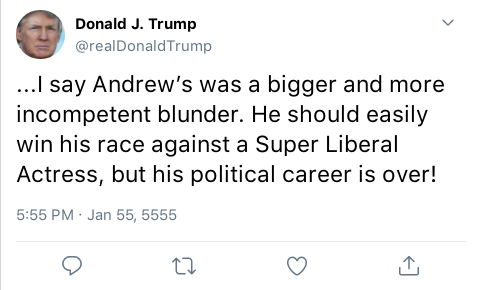 Donald J. Trump
@realDonaldTrump
...I say Andrew's was a bigger and more
incompetent blunder. He should easily
win his race against a Super Liberal
Actress, but his political career is over!
5:55 PM · Jan 55, 5555